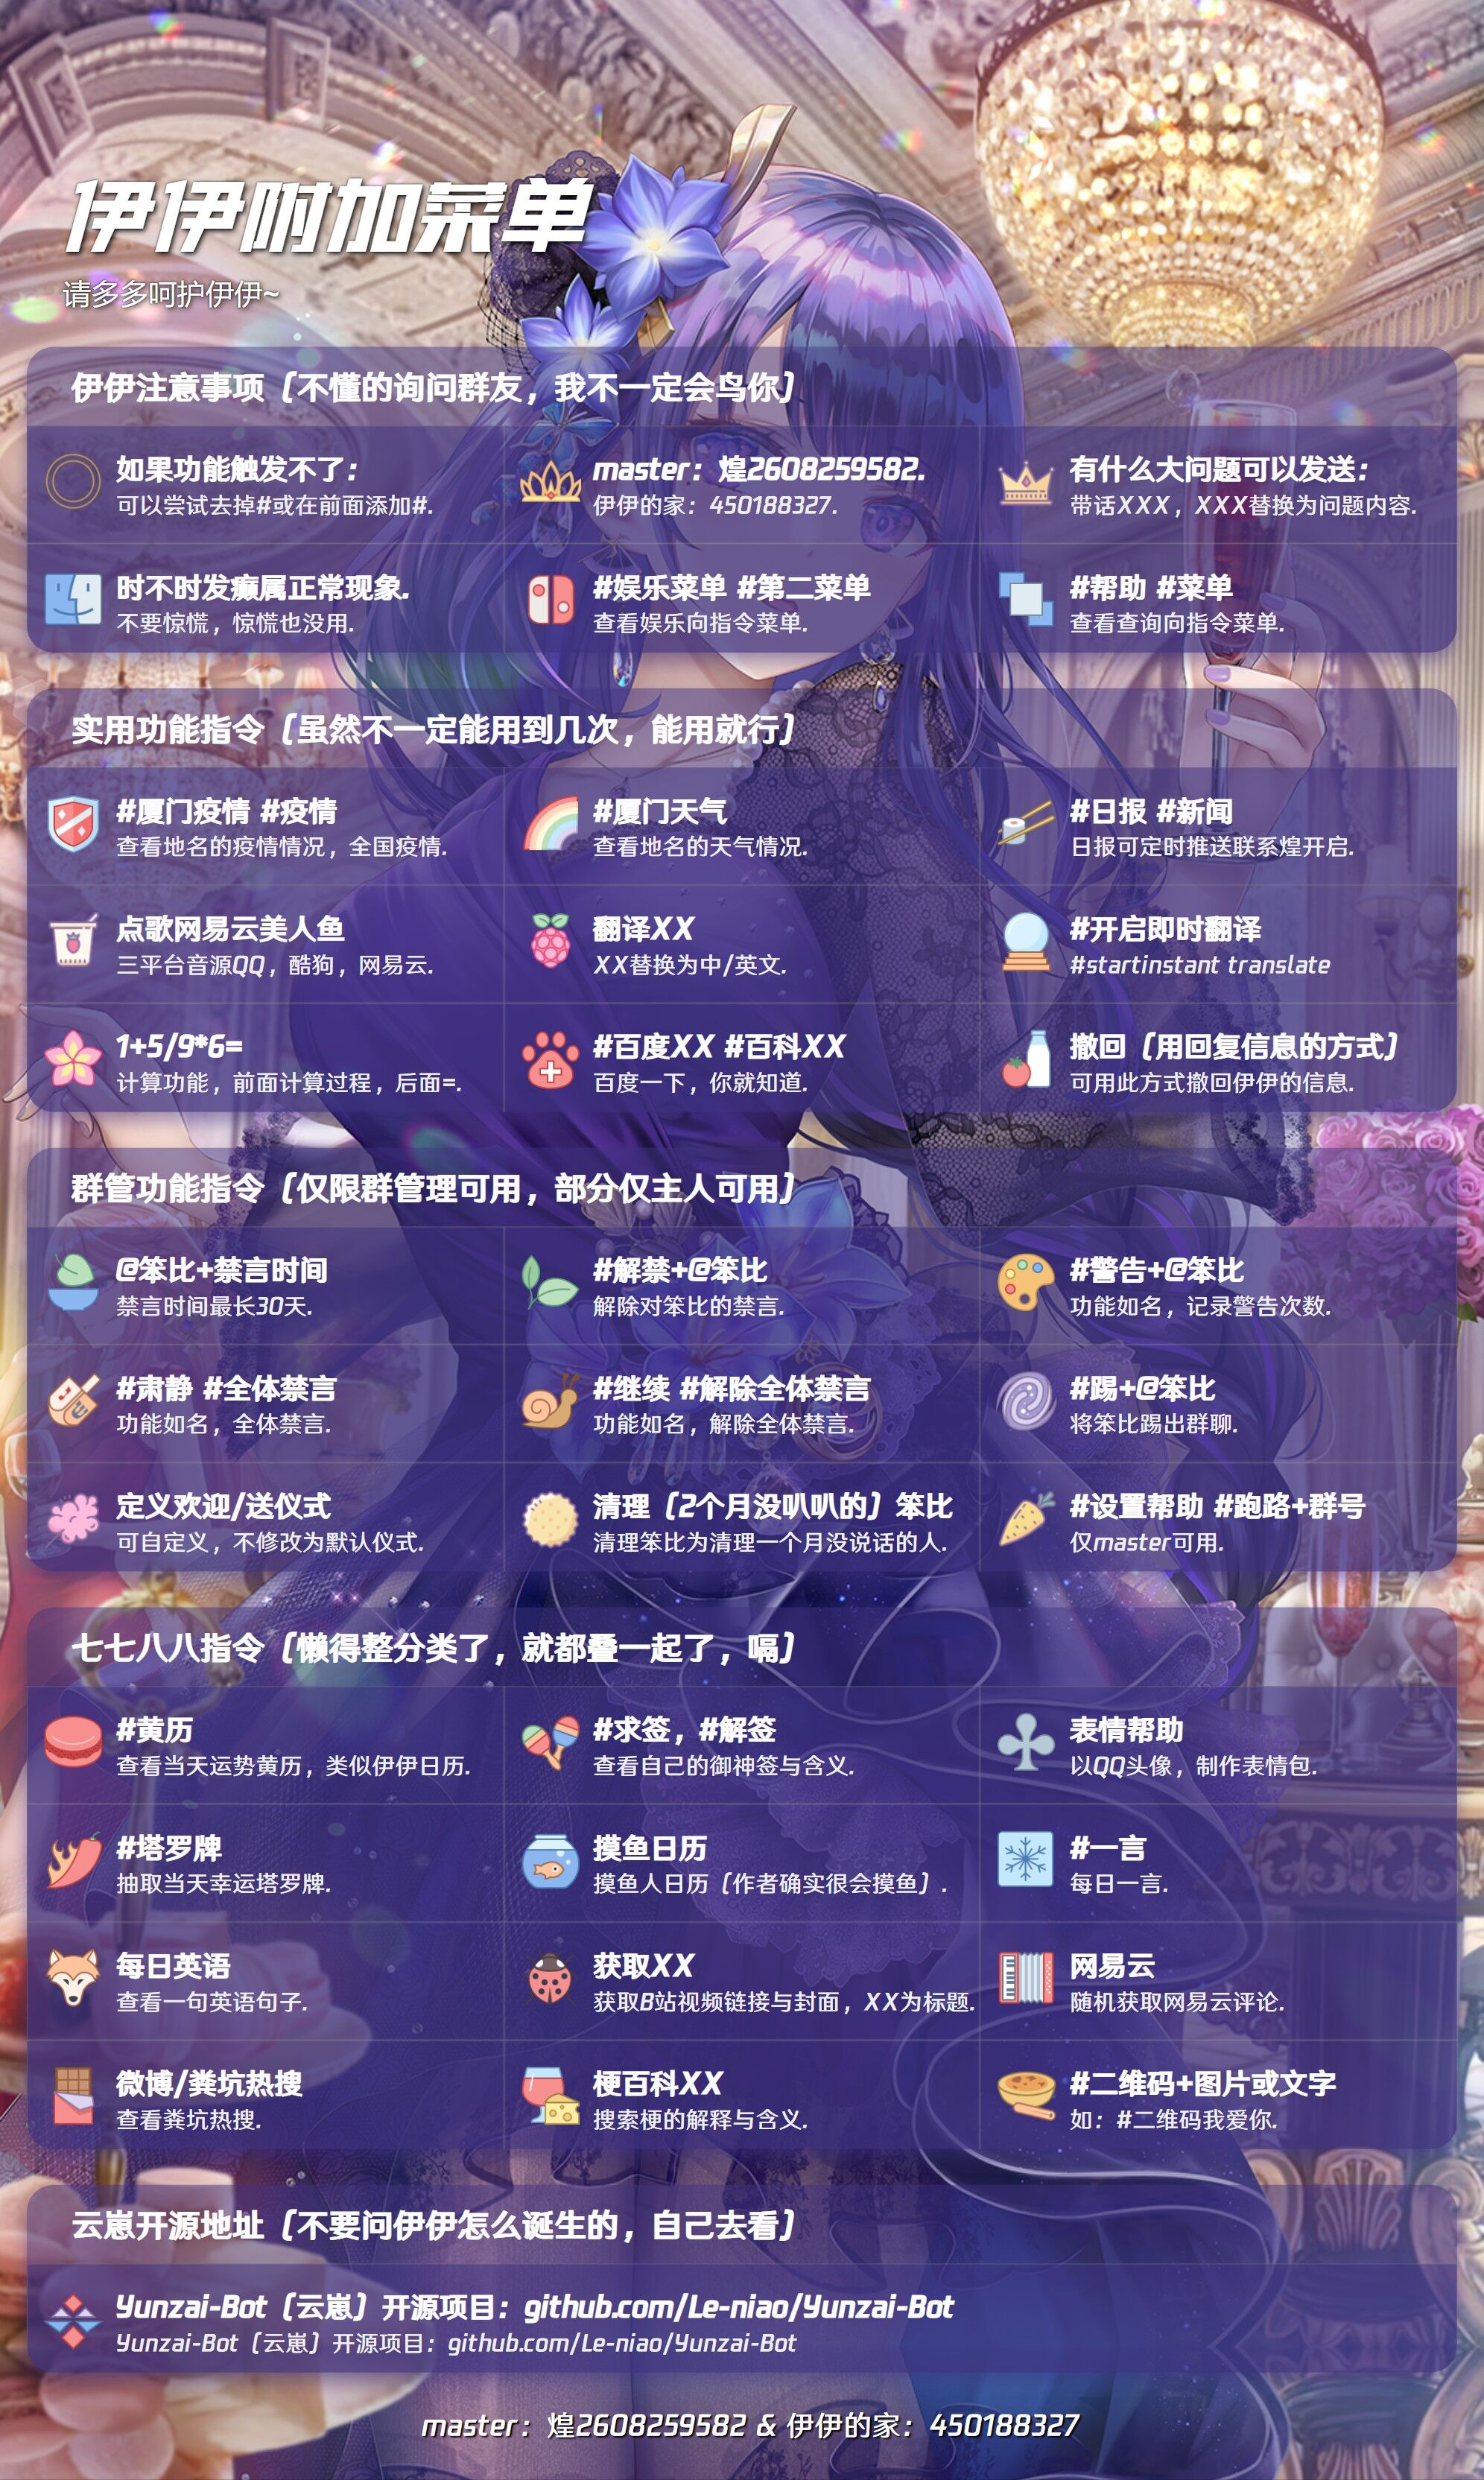 伊伊附加菜单
请多多呵护伊伊~
伊伊注意事项（不懂的询问群友，我不一定会鸟你）
如果功能触发不了：
可以尝试去掉#或在前面添加#.
master：煌2608259582.
伊伊的家：450188327.
有什么大问题可以发送：
带话XXX，XXX替换为问题内容.
时不时发癫属正常现象.
不要惊慌，惊慌也没用.
#娱乐菜单 #第二菜单
查看娱乐向指令菜单.
#帮助 #菜单
查看查询向指令菜单.
实用功能指令（虽然不一定能用到几次，能用就行）
#厦门疫情 #疫情
查看地名的疫情情况，全国疫情.
#厦门天气
查看地名的天气情况.
#日报 #新闻
日报可定时推送联系煌开启.
点歌网易云美人鱼
三平台音源QQ，酷狗，网易云.
翻译XX
XX替换为中/英文.
#开启即时翻译
#startinstant translate
1+5/9*6=
计算功能，前面计算过程，后面=.
#百度XX #百科XX
百度一下，你就知道.
撤回（用回复信息的方式）
可用此方式撤回伊伊的信息.
群管功能指令（仅限群管理可用，部分仅主人可用）
@笨比+禁言时间
禁言时间最长30天.
#解禁+@笨比
解除对笨比的禁言.
#警告+@笨比
功能如名，记录警告次数.
#肃静 #全体禁言
功能如名，全体禁言.
#继续 #解除全体禁言
功能如名，解除全体禁言.
#踢+@笨比
将笨比踢出群聊.
定义欢迎/送仪式
可自定义，不修改为默认仪式.
清理（2个月没叭叭的）笨比
清理笨比为清理一个月没说话的人.
#设置帮助 #跑路+群号
仅master可用.
七七八八指令（懒得整分类了，就都叠一起了，嗝）
#黄历
查看当天运势黄历，类似伊伊日历.
#求签，#解签
查看自己的御神签与含义.
表情帮助
以QQ头像，制作表情包.
#塔罗牌
抽取当天幸运塔罗牌.
摸鱼日历
摸鱼人日历（作者确实很会摸鱼）.
#一言
每日一言.
每日英语
查看一句英语句子.
获取XX
获取B站视频链接与封面，XX为标题.
网易云
随机获取网易云评论.
微博/粪坑热搜
查看粪坑热搜.
梗百科XX
搜索梗的解释与含义.
#二维码+图片或文字
如：#二维码我爱你.
云崽开源地址（不要问伊伊怎么诞生的，自己去看）
Yunzai-Bot（云崽）开源项目：github.com/Le-niao/Yunzai-Bot
Yunzai-Bot（云崽）开源项目：github.com/Le-niao/Yunzai-Bot
master：煌2608259582 & 伊伊的家：450188327